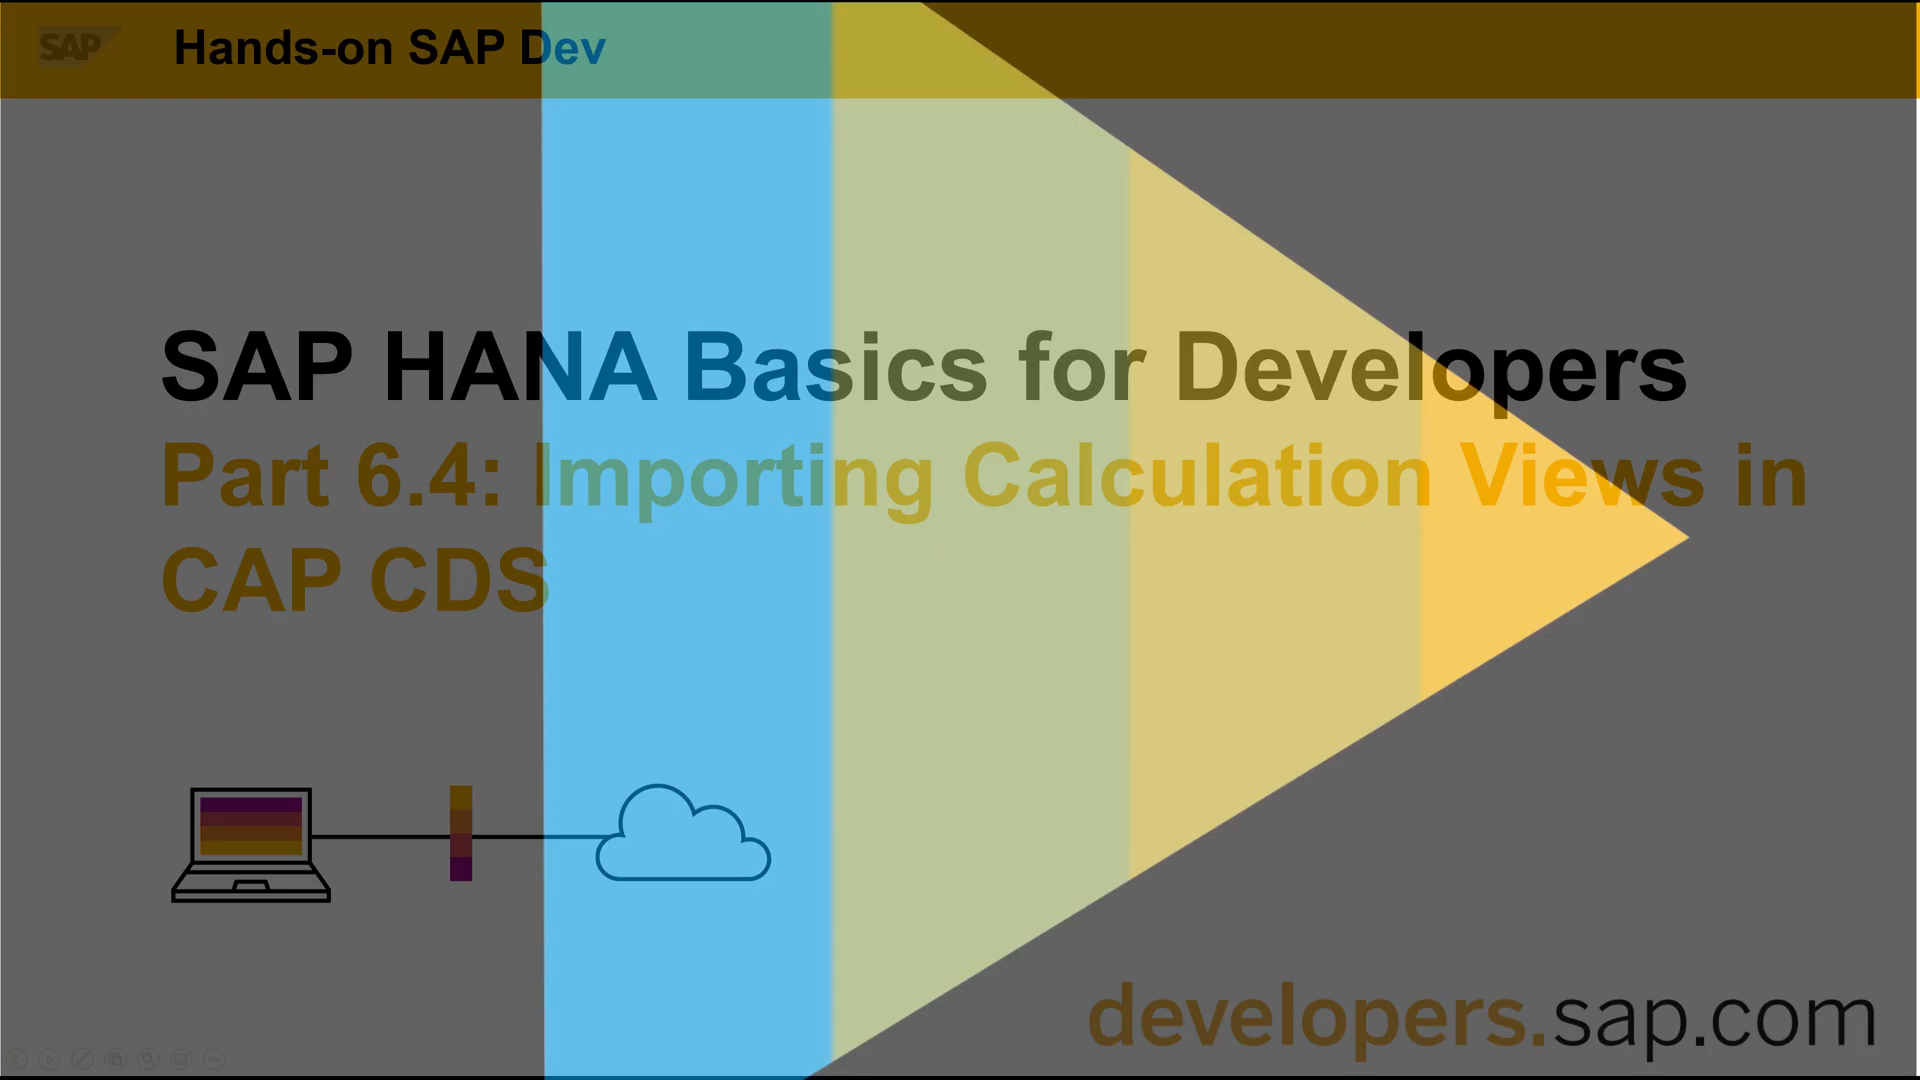 SAP
Hands-on SAP Dev
SAP HANA Basics for Developers
Part 6.4: Importing Calculation Views in
CAP CDS
developers.sap.com